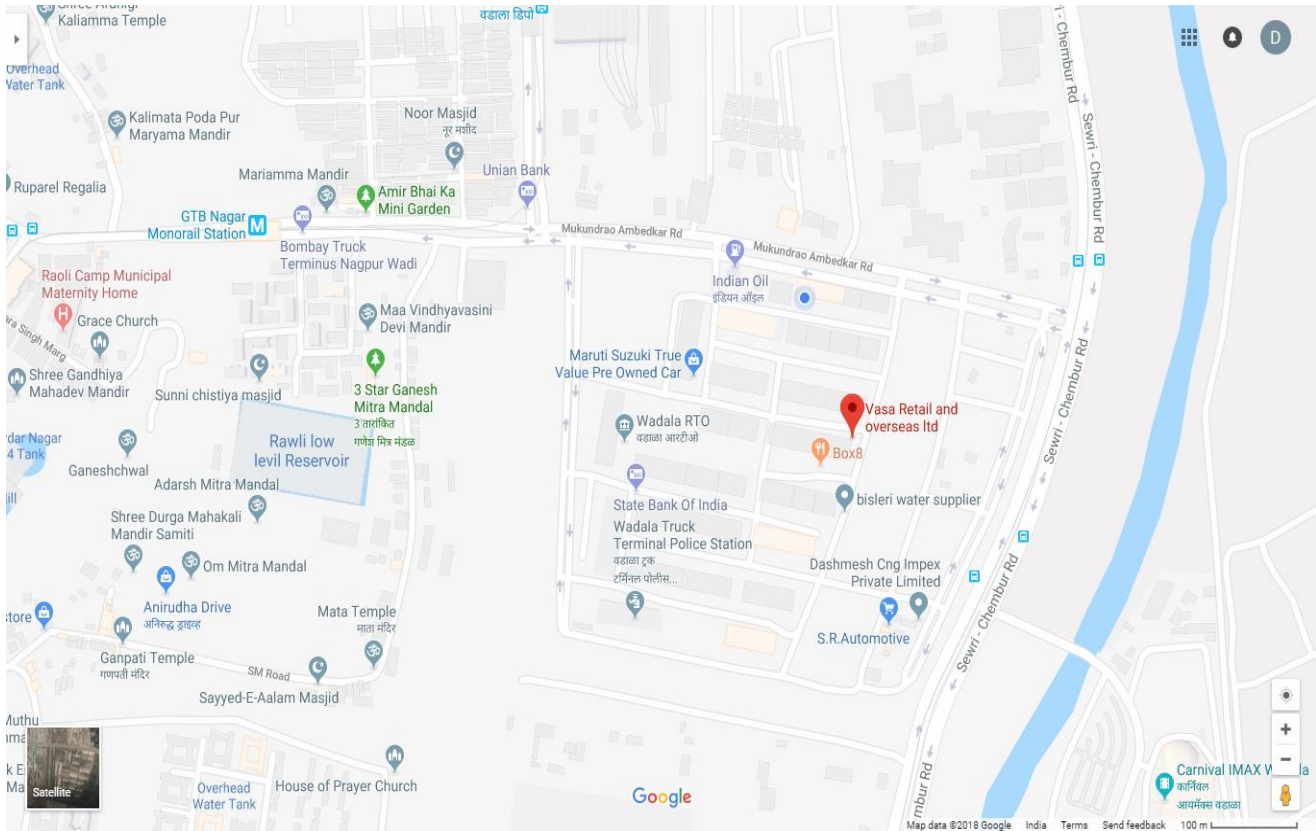 Kaliamma Temple
वडाला डिपो
D
Overhead
Water Tank
Kalimata Poda Pur
Maryama Mandir
Noor Masjid
नूर मशीद
Mariamma Mandir
Unian Bank
Ruparel Regalia
Amir Bhai Ka
Mini Garden
GTB Nagar
Monorail Station
M
Bombay Truck
Terminus Nagpur Wadi
Mukundrao Ambedkar Rd
Mukundrao Ambedkar Rd
Sewri - Chembur Rd
Indian Oil
इंडियन ऑइल
Raoli Camp Municipal
Maternity Home
H
Grace Church
ara Singh Marg
Maa Vindhyavasini
Devi Mandir
Shree Gandhiya
Mahadev Mandir
Sunni chistiya masjid
3 Star Ganesh
Mitra Mandal
3 तारांकित
गणेश मित्र मंडळ
Maruti Suzuki True
Value Pre Owned Car
Vasa Retail and
overseas ltd
Wadala RTO
वडाळा आरटीओ
Box8
Sewri - Chembur Rd
dar Nagar
4 Tank
Rawli low
levil Reservoir
Ganeshchwal
Adarsh Mitra Mandal
State Bank Of India
bisleri water supplier
Shree Durga Mahakali
Mandir Samiti
Wadala Truck
Terminal Police Station
वडाळा ट्रक
टर्मिनल पोलीस...
Om Mitra Mandal
Dashmesh Cng Impex
Private Limited
Anirudha Drive
अनिरुद्ध ड्राइव्ह
store
Mata Temple
माता मंदिर
S.R.Automotive
Sewri - Chembur Rd
Ganpati Temple
गणपती मंदिर
SM Road
Sayyed-E-Aalam Masjid
Muthu
Satellite
Overhead
Water Tank
House of Prayer Church
Google
mbur Rd
Carnival IMAX W
la
कार्निवल
आयमॅक्स वडाळा
Map data ©2018 Google India Terms Send feedback 100 m